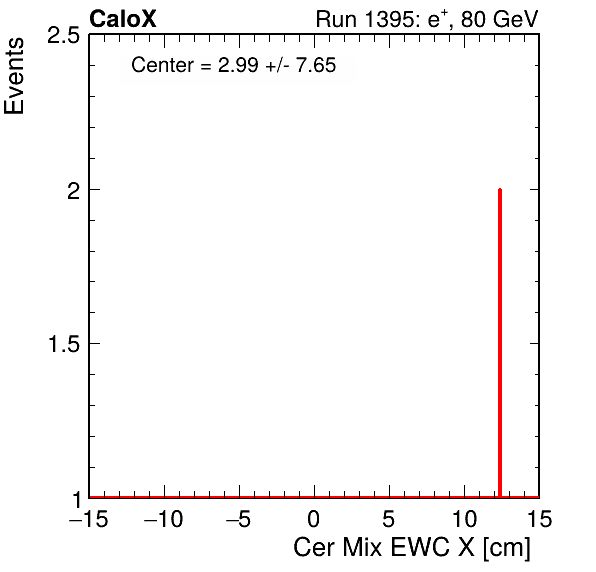 CaloX Run 1395: e⁺, 80 GeV
Center = 2.99 +/- 7.65
Events
2.5
2
1.5
1
−15 −10 −5 0 5 10 15
Cer Mix EWC X [cm]